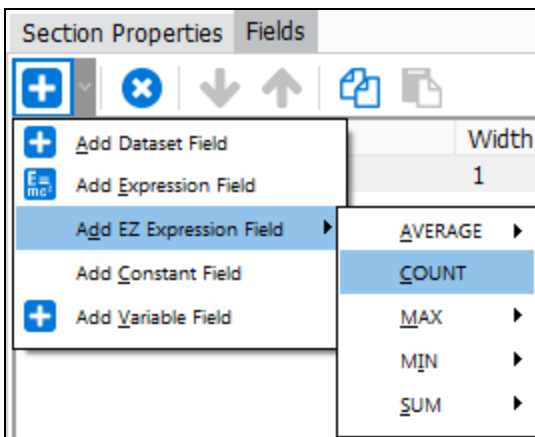 Section Properties Fields
Width
Add Dataset Field
1
E=
mc²
Add Expression Field
Add EZ Expression Field
AVERAGE
Add Constant Field
COUNT
Add Variable Field
MAX
MIN
SUM